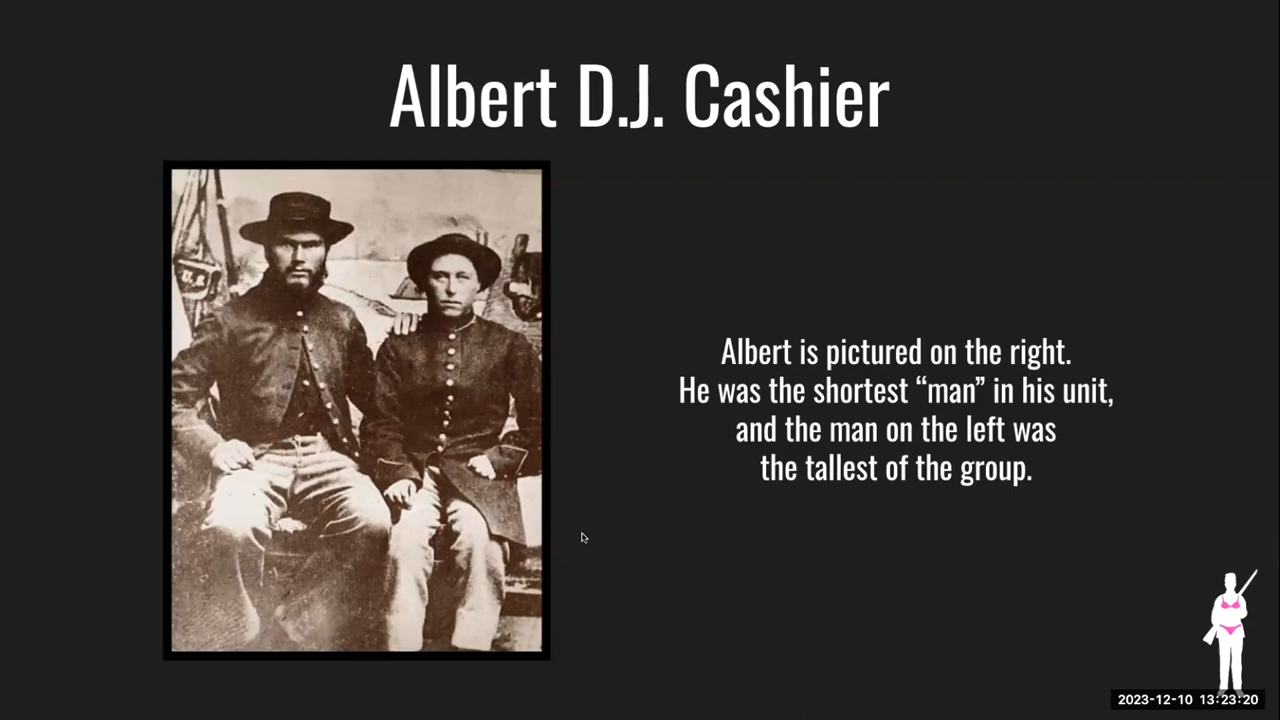 Albert D.J. Cashier
U.S
Albert is pictured on the right.
He was the shortest “man” in his unit,
and the man on the left was
the tallest of the group.
2023-12-10 13:23:20